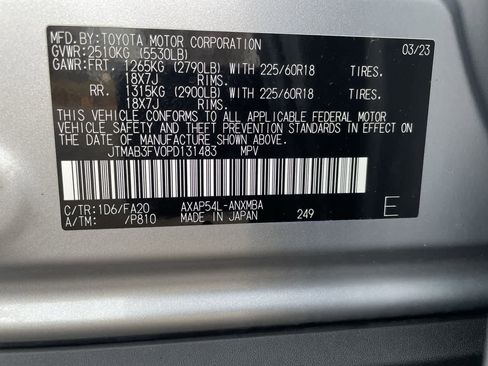 MFD. BY:TOYOTA MOTOR CORPORATION 03/23
GVWR:2510KG (5530LB)
GAWR:FRT. 1265KG (2790LB) WITH 225/60R18 TIRES.
18X7J RIMS.
RR. 1315KG (2900LB) WITH 225/60R18 TIRES.
18X7J RIMS.
THIS VEHICLE CONFORMS TO ALL APPLICABLE FEDERAL MOTOR
VEHICLE SAFETY AND THEFT PREVENTION STANDARDS IN EFFECT ON
THE DATE OF MANUFACTURE SHOWN ABOVE.
JTMAB3FV0PD131483 MPV
C/TR:1D6/FA20 AXAP54L-ANXMBA
A/TM: /P810 MADE IN JAPAN 249 E